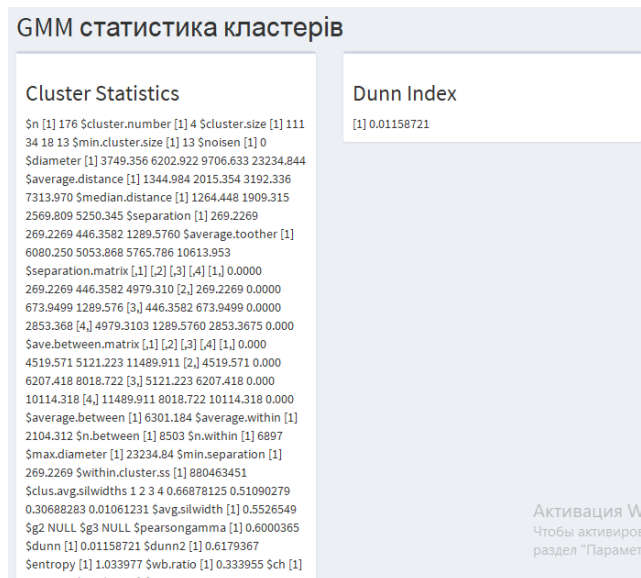 GMM статистика кластерів
Cluster Statistics
$n [1] 176 $cluster.number [1] 4 $cluster.size [1] 111
34 18 13 $min.cluster.size [1] 13 $noisen [1] 0
$diameter [1] 3749.356 6202.922 9706.633 23234.844
$average.distance [1] 1344.984 2015.354 3192.336
7313.970 $median.distance [1] 1264.448 1909.315
2569.809 5250.345 $separation [1] 269.2269
269.2269 446.3582 1289.5760 $average.toother [1]
6080.250 5053.868 5765.786 10613.953
$separation.matrix [,1] [,2] [,3] [,4] [1,] 0.0000
269.2269 446.3582 4979.310 [2,] 269.2269 0.0000
673.9499 1289.576 [3,] 446.3582 673.9499 0.0000
2853.368 [4,] 4979.3103 1289.5760 2853.3675 0.000
$ave.between.matrix [,1] [,2] [,3] [,4] [1,] 0.000
4519.571 5121.223 11489.911 [2,] 4519.571 0.000
6207.418 8018.722 [3,] 5121.223 6207.418 0.000
10114.318 [4,] 11489.911 8018.722 10114.318 0.000
$average.between [1] 6301.184 $average.within [1]
2104.312 $n.between [1] 8503 $n.within [1] 6897
$max.diameter [1] 23234.84 $min.separation [1]
269.2269 $within.cluster.ss [1] 880463451
$clus.avg.silwidths 1 2 3 4 0.66878125 0.51090279
0.30688283 0.01061231 $avg.silwidth [1] 0.5526549
$g2 NULL $g3 NULL $pearsongamma [1] 0.6000365
$dunn [1] 0.01158721 $dunn2 [1] 0.6179367
$entropy [1] 1.033977 $wb.ratio [1] 0.333955 $ch [1]
Dunn Index
[1] 0.01158721
Активация W
Чтобы активиров
раздел "Парамет